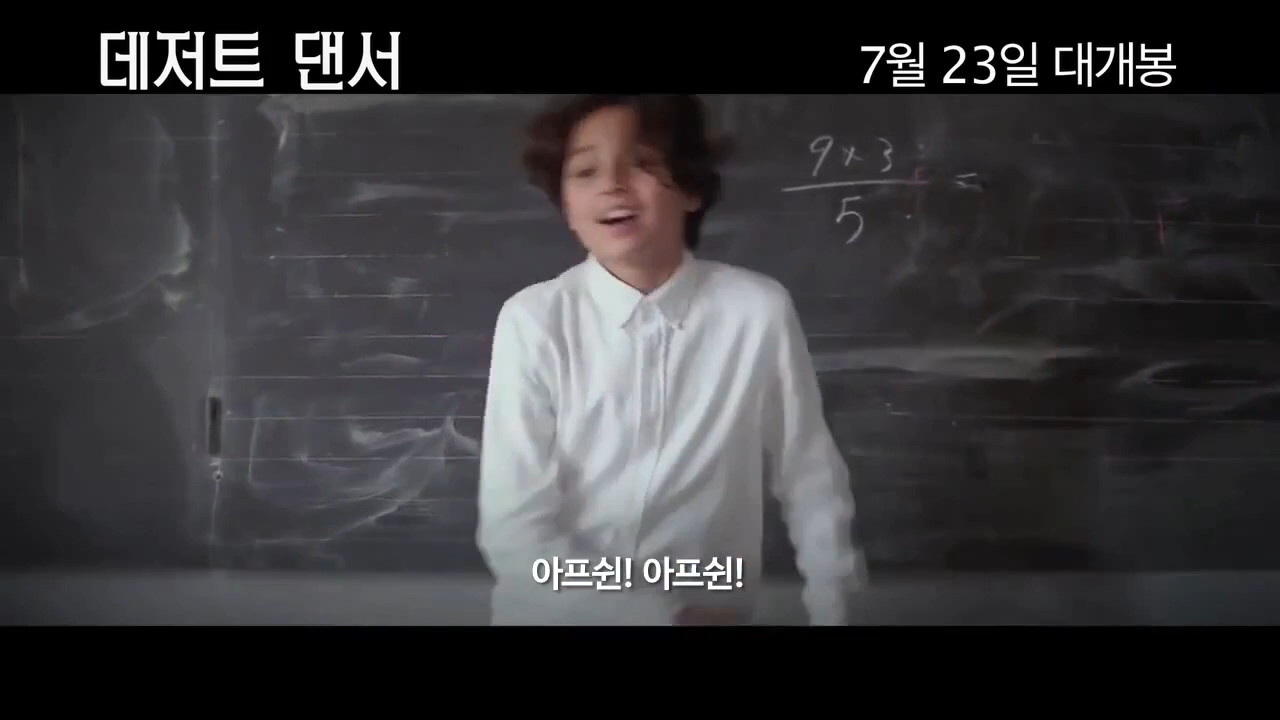 데저트 댄서
7월 23일 대개봉
9 x 3
5
=
아프쉰! 아프쉰!